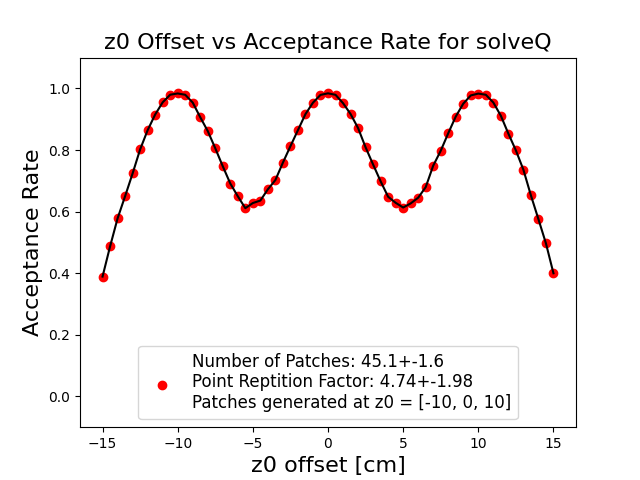 z0 Offset vs Acceptance Rate for solveQ
1.0
0.8
0.6
0.4
0.2
0.0
Acceptance Rate
Number of Patches: 45.1+-1.6
Point Reptition Factor: 4.74+-1.98
Patches generated at z0 = [-10, 0, 10]
−15
−10
−5
0
5
10
15
z0 offset [cm]